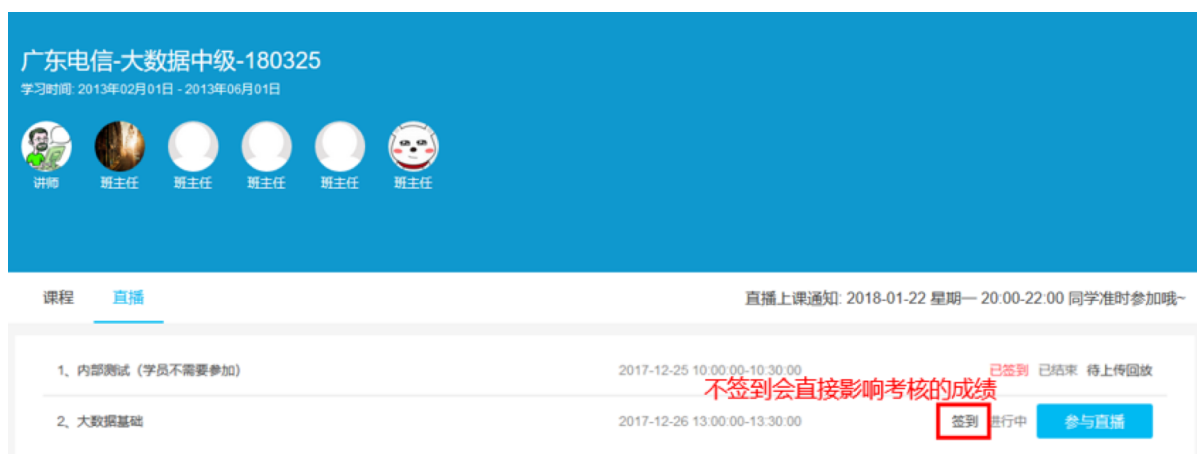 广东电信-大数据中级-180325
学习时间: 2013年02月01日 - 2013年06月01日
讲师 班主任 班主任 班主任 班主任 班主任
课程 直播 直播上课通知: 2018-01-22 星期一 20:00-22:00 同学准时参加哦~
1、内部测试（学员不需要参加） 2017-12-25 10:00:00-10:30:00 已签到 已结束 待上传回放
不签到会直接影响考核的成绩
2、大数据基础 2017-12-26 13:00:00-13:30:00 签到 进行中 参与直播